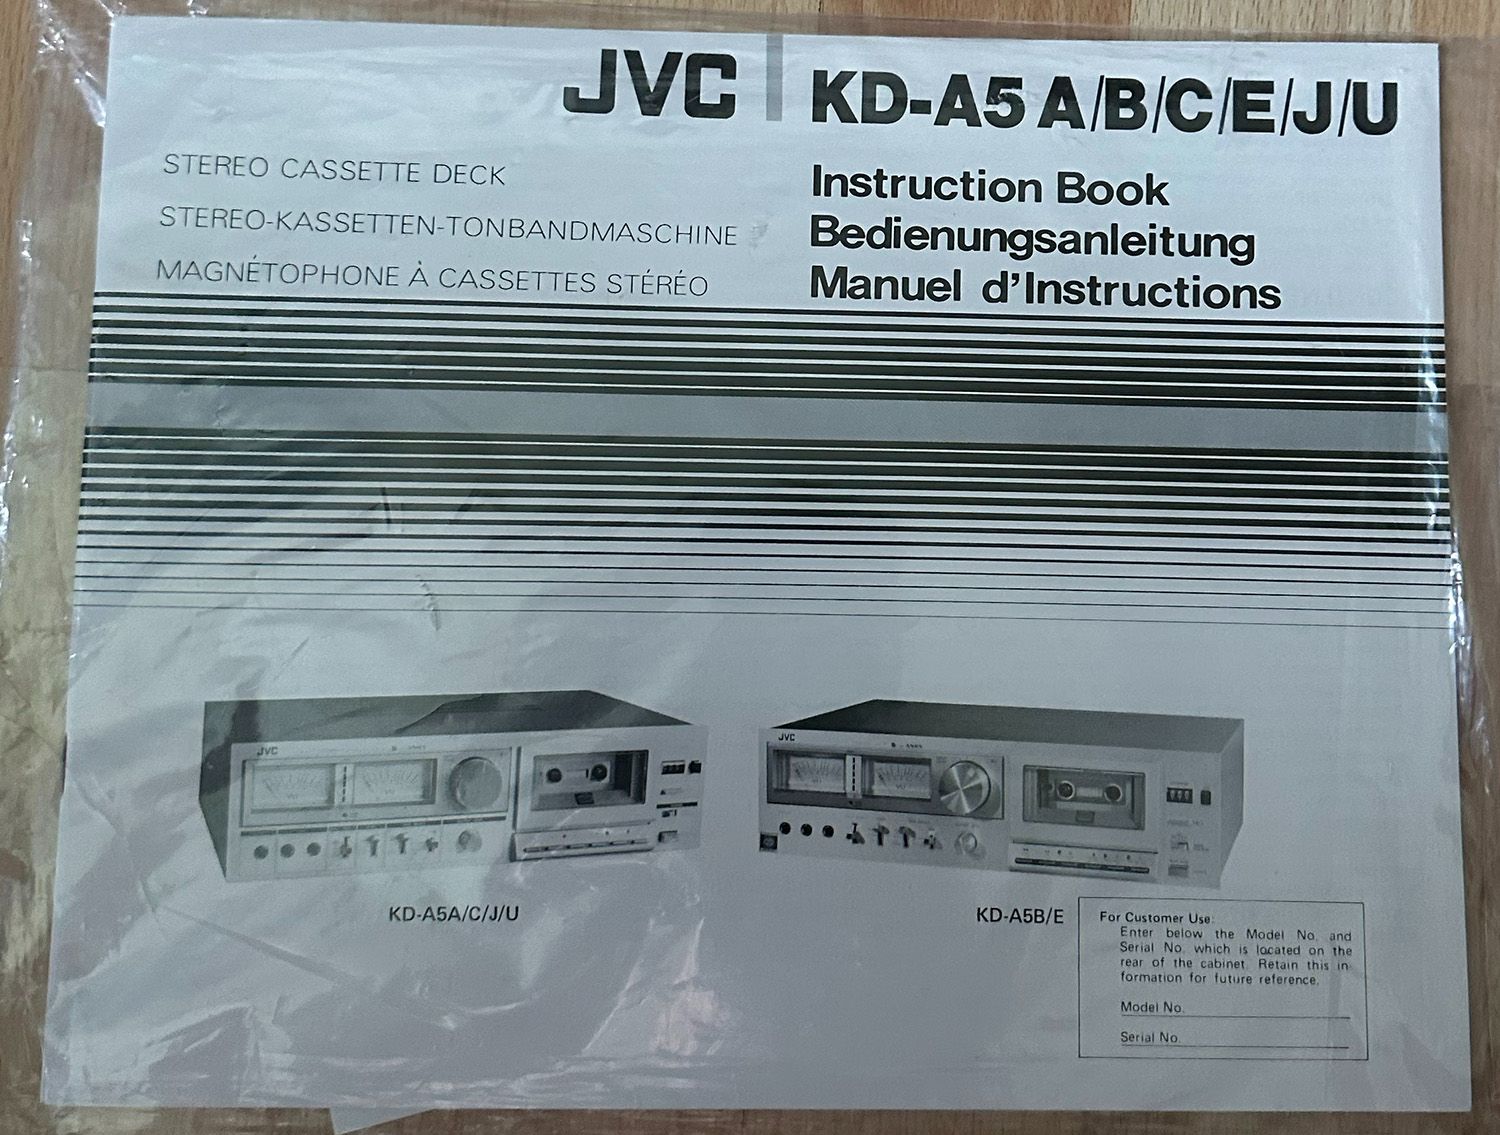 JVC
KD-A5 A/B/C/E/J/U
STEREO CASSETTE DECK
STEREO-KASSETTEN-TONBANDMASCHINE
MAGNÉTOPHONE À CASSETTES STÉRÉO
Instruction Book
Bedienungsanleitung
Manuel d'Instructions
JVC
JVC
KD-A5A/C/J/U
KD-A5B/E
For Customer Use:
Enter below the Model No. and
Serial No. which is located on the
rear of the cabinet. Retain this in
formation for future reference.
Model No.
Serial No.